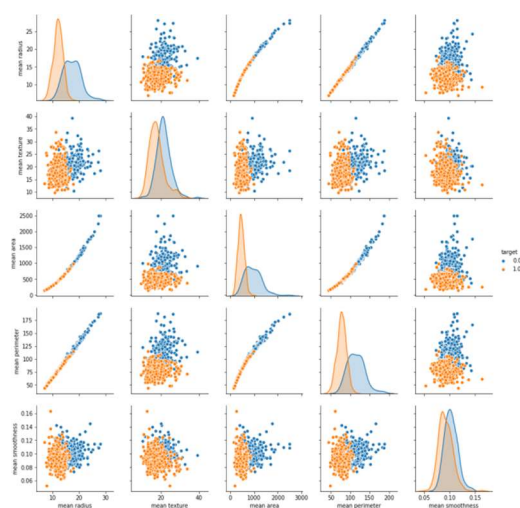 mean radius
25
20
15
10
mean texture
40
35
30
25
20
15
10
mean area
2500
2000
1500
1000
500
0
target
0.0
1.0
mean perimeter
175
150
125
100
75
50
mean smoothness
0.16
0.14
0.12
0.10
0.08
0.06
10 20 30
20 40
0 1000 2000 3000
50 100 150 200
0.05 0.10 0.15
mean radius mean texture mean area mean perimeter mean smoothness